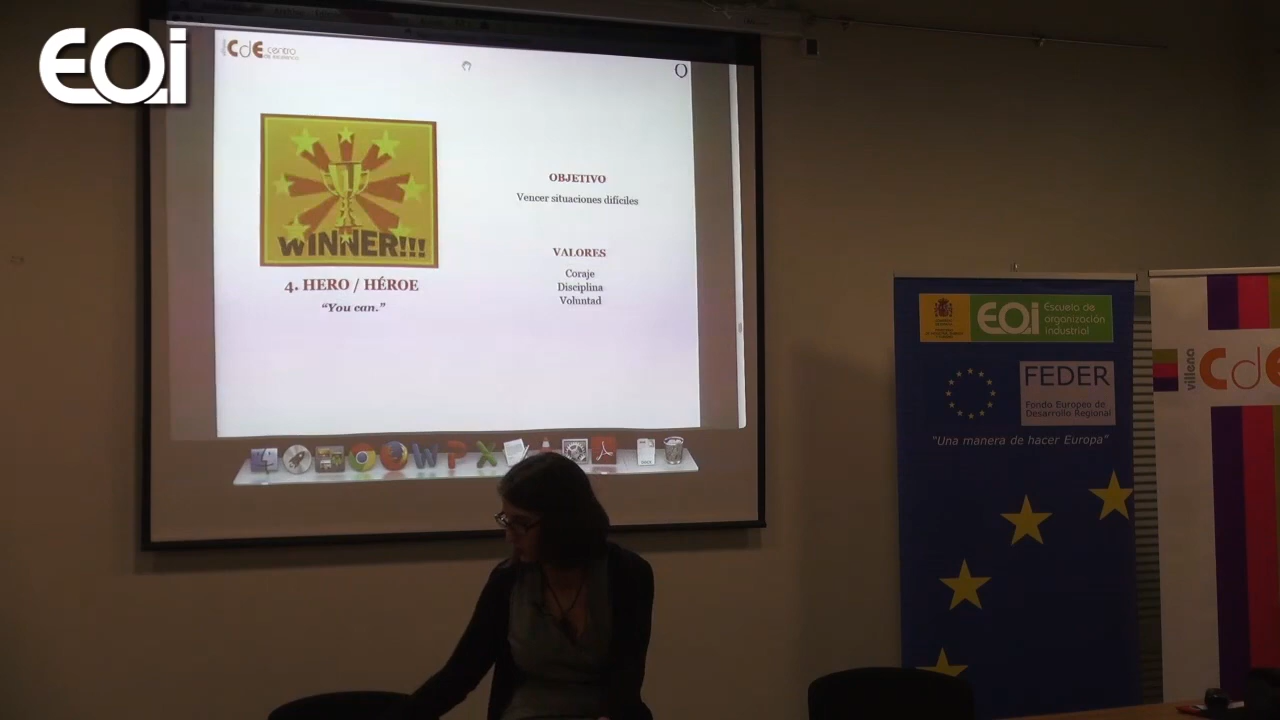 EOi
CdE centro
de excelencia
WINNER!!!
4. HERO / HÉROE
“You can.”
OBJETIVO
Vencer situaciones difíciles
VALORES
Coraje
Disciplina
Voluntad
EOi Escuela de
organización
industrial
FEDER
Fondo Europeo de
Desarrollo Regional
“Una manera de hacer Europa”
villena
CdE